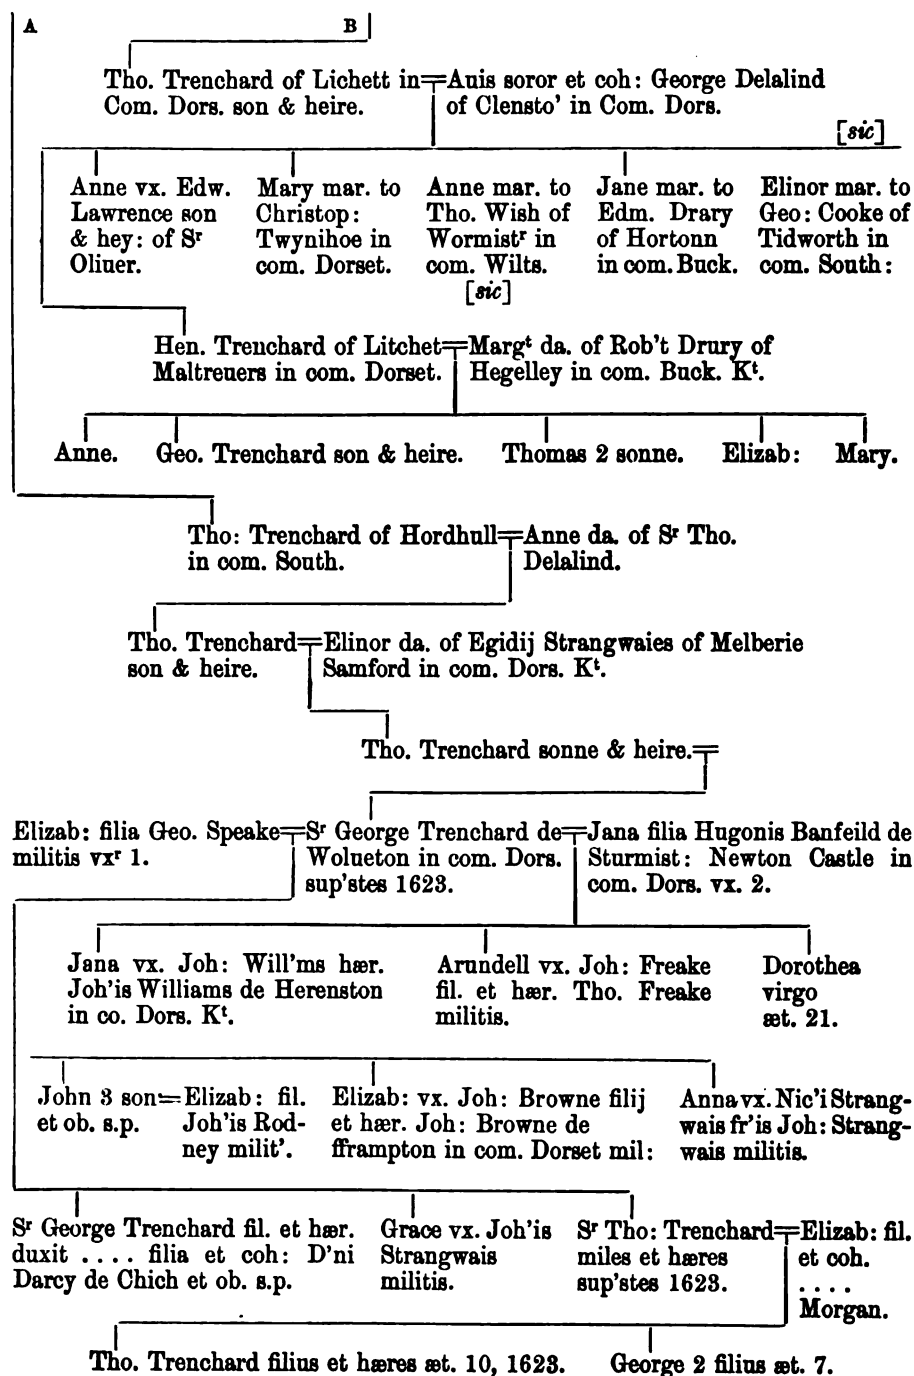 A B
Tho. Trenchard of Lichett in Auis soror et coh: George Delalind
Com. Dors. son & heire. of Clensto' in Com. Dors.
[sic]
Anne vx. Edw. Mary mar. to Anne mar. to Jane mar. to Elinor mar. to
Lawrence son Christop: Tho. Wish of Edm. Drary Geo: Cooke of
& hey: of Sʳ Twynihoe in Wormistʳ in of Hortonn Tidworth in
Oliuer. com. Dorset. com. Wilts. in com. Buck. com. South:
[sic]
Hen. Trenchard of Litchet Margᵗ da. of Rob't Drury of
Maltreuers in com. Dorset. Hegelley in com. Buck. Kᵗ.
Anne. Geo. Trenchard son & heire. Thomas 2 sonne. Elizab: Mary.
Tho: Trenchard of Hordhull Anne da. of Sʳ Tho.
in com. South. Delalind.
Tho. Trenchard Elinor da. of Egidij Strangwaies of Melberie
son & heire. Samford in com. Dors. Kᵗ.
Tho. Trenchard sonne & heire.
Elizab: filia Geo. Speake Sʳ George Trenchard de Jana filia Hugonis Banfeild de
militis vxʳ 1. Wolueton in com. Dors. Sturmist: Newton Castle in
sup'stes 1623. com. Dors. vx. 2.
Jana vx. Joh: Will'ms hær. Arundell vx. Joh: Freake Dorothea
Joh'is Williams de Herenston fil. et hær. Tho. Freake virgo
in co. Dors. Kᵗ. militis. æt. 21.
John 3 son = Elizab: fil. Elizab: vx. Joh: Browne filij Anna vx. Nic'i Strang-
et ob. s.p. Joh'is Rod- et hær. Joh: Browne de wais fr'is Joh: Strang-
ney milit'. fframpton in com. Dorset mil: wais militis.
Sʳ George Trenchard fil. et hær. Grace vx. Joh'is Sʳ Tho: Trenchard Elizab: fil.
duxit .... filia et coh: D'ni Strangwais miles et hæres et coh.
Darcy de Chich et ob. s.p. militis. sup'stes 1623. ....
Morgan.
Tho. Trenchard filius et hæres æt. 10, 1623. George 2 filius æt. 7.